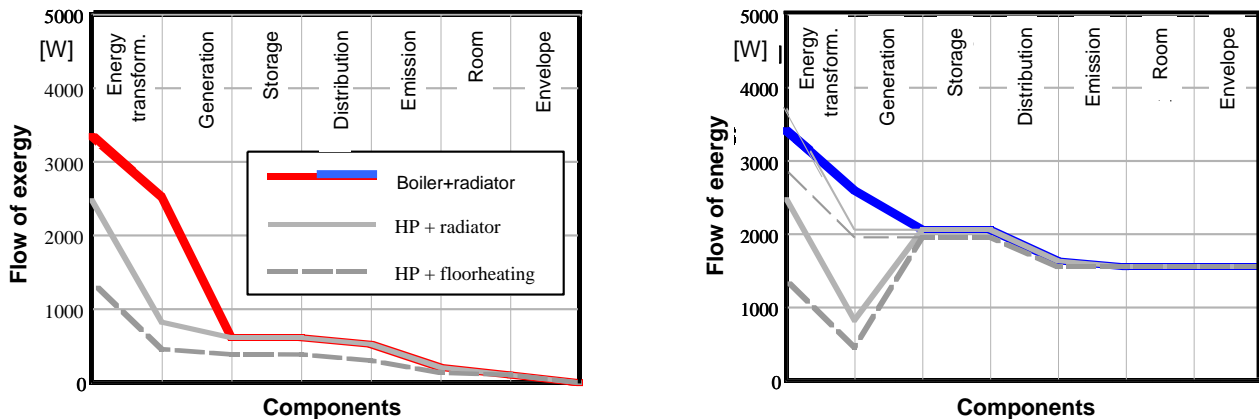 5000
[W]
4000
3000
2000
1000
0
Flow of exergy
Energy
transform.
Generation
Storage
Distribution
Emission
Room
Envelope
Boiler+radiator
HP + radiator
HP + floorheating
Components
5000
[W]
4000
3000
2000
1000
0
Flow of energy
Energy
transform.
Generation
Storage
Distribution
Emission
Room
Envelope
Components